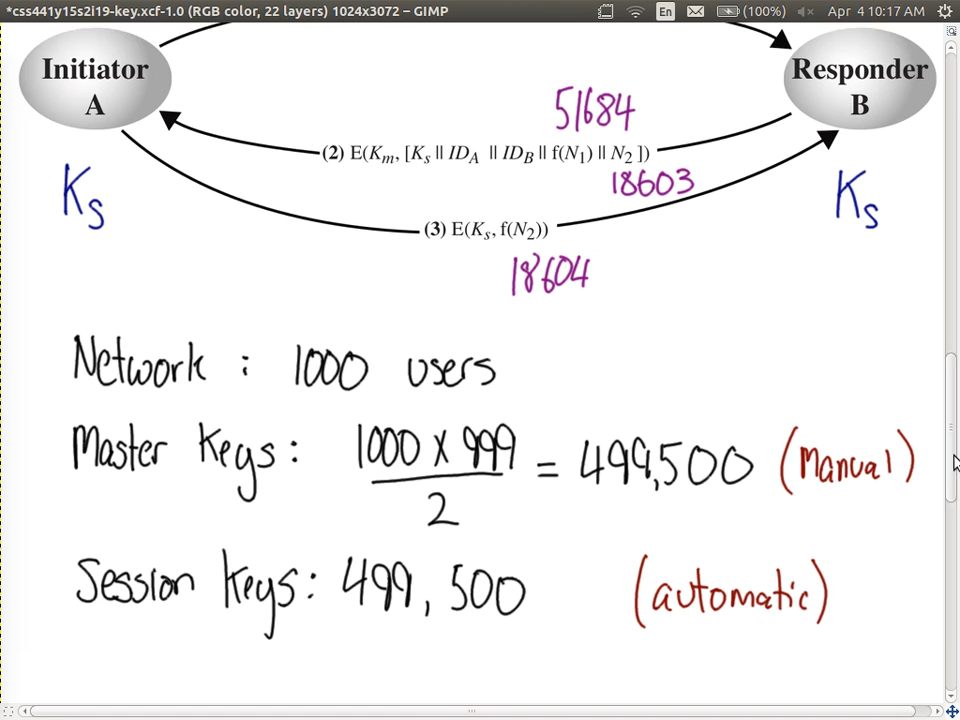 *css441y15s2i19-key.xcf-1.0 (RGB color, 22 layers) 1024x3072 – GIMP
En (100%) Apr 4 10:17 AM
Initiator
A
Responder
B
51684
(2) E(Km, [Ks || IDA || IDB || f(N1) || N2 ])
18603
Ks
Ks
(3) E(Ks, f(N2))
18604
Network : 1000 users
Master Keys: 1000 x 999 / 2 = 499,500 (manual)
Session Keys: 499, 500 (automatic)